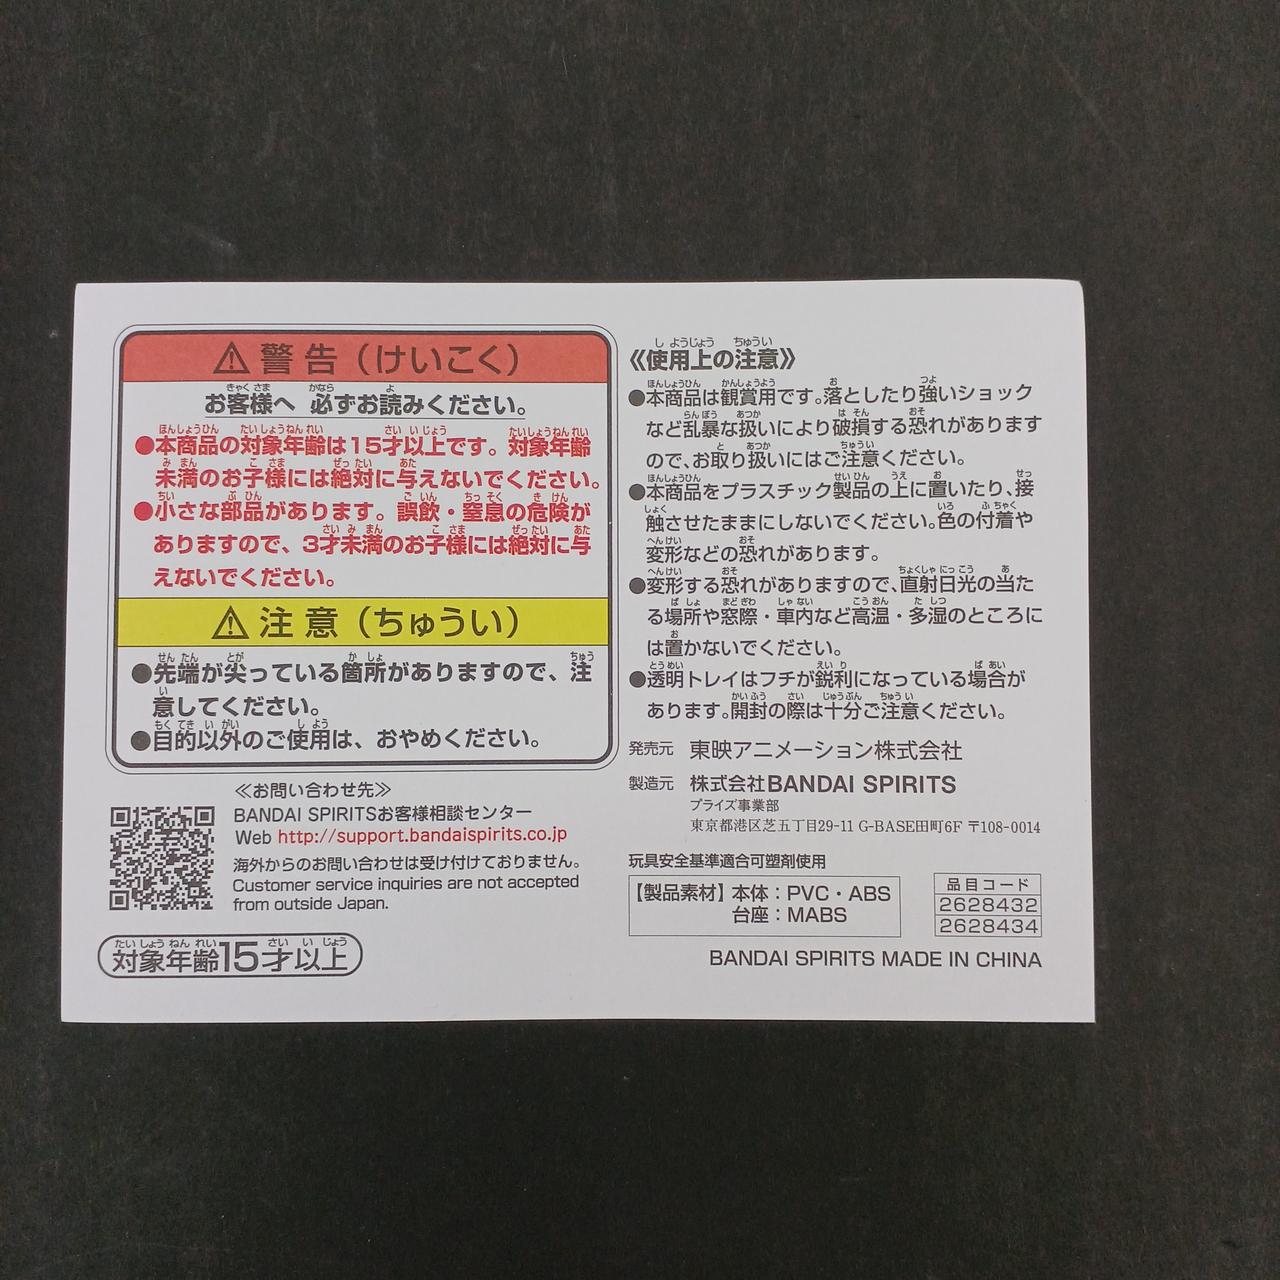 警告（けいこく）
お客様へ 必ずお読みください。
●本商品の対象年齢は15才以上です。対象年齢
未満のお子様には絶対に与えないでください。
●小さな部品があります。誤飲・窒息の危険が
ありますので、3才未満のお子様には絶対に与
えないでください。
注意（ちゅうい）
●先端が尖っている箇所がありますので、注
意してください。
●目的以外のご使用は、おやめください。
≪お問い合わせ先≫
BANDAI SPIRITSお客様相談センター
Web http://support.bandaispirits.co.jp
海外からのお問い合わせは受け付けておりません。
Customer service inquiries are not accepted
from outside Japan.
対象年齢15才以上
《使用上の注意》
●本商品は観賞用です。落としたり強いショック
など乱暴な扱いにより破損する恐れがあります
ので、お取り扱いにはご注意ください。
●本商品をプラスチック製品の上に置いたり、接
触させたままにしないでください。色の付着や
変形などの恐れがあります。
●変形する恐れがありますので、直射日光の当た
る場所や窓際・車内など高温・多湿のところに
は置かないでください。
●透明トレイはフチが鋭利になっている場合が
あります。開封の際は十分ご注意ください。
発売元 東映アニメーション株式会社
製造元 株式会社BANDAI SPIRITS
プライズ事業部
東京都港区芝五丁目29-11 G-BASE田町6F 〒108-0014
玩具安全基準適合可塑剤使用
【製品素材】本体：PVC・ABS
台座：MABS
品目コード
2628432
2628434
BANDAI SPIRITS MADE IN CHINA